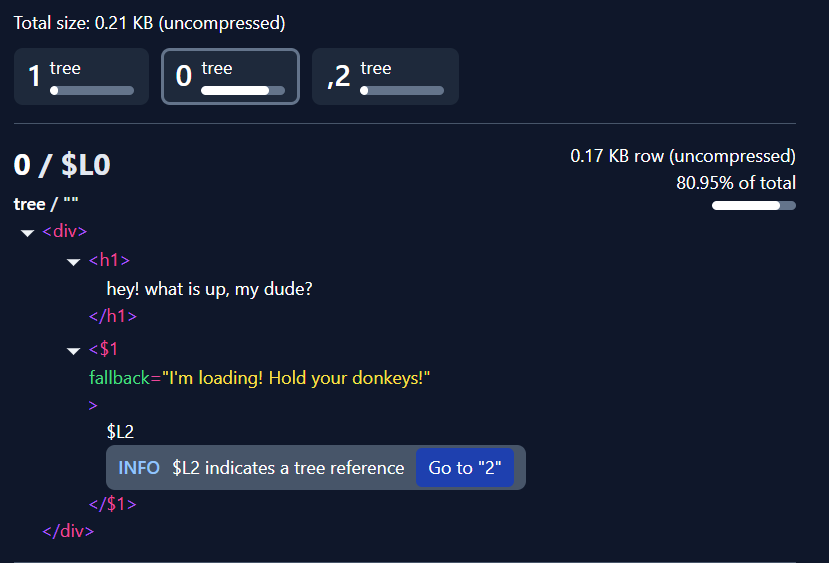 Total size: 0.21 KB (uncompressed)
1 tree
0 tree
,2 tree
0 / $L0
0.17 KB row (uncompressed)
80.95% of total
tree / ""
<div>
<h1>
hey! what is up, my dude?
</h1>
<$1
fallback="I'm loading! Hold your donkeys!"
>
$L2
INFO $L2 indicates a tree reference Go to "2"
</$1>
</div>